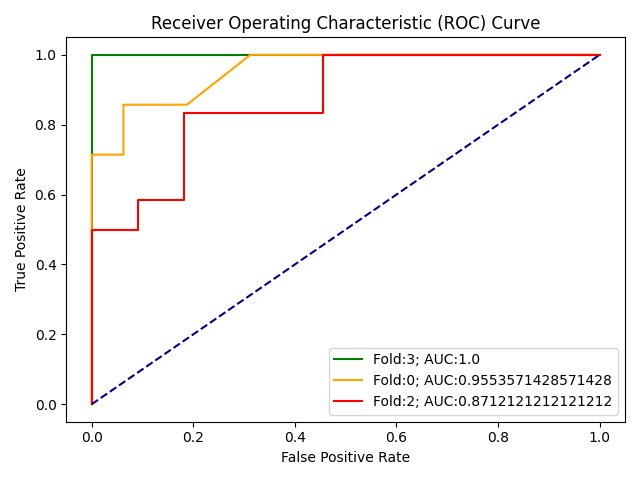 Receiver Operating Characteristic (ROC) Curve
1.0
0.8
0.6
0.4
0.2
0.0
True Positive Rate
Fold:3; AUC:1.0
Fold:0; AUC:0.9553571428571428
Fold:2; AUC:0.8712121212121212
0.0 0.2 0.4 0.6 0.8 1.0
False Positive Rate